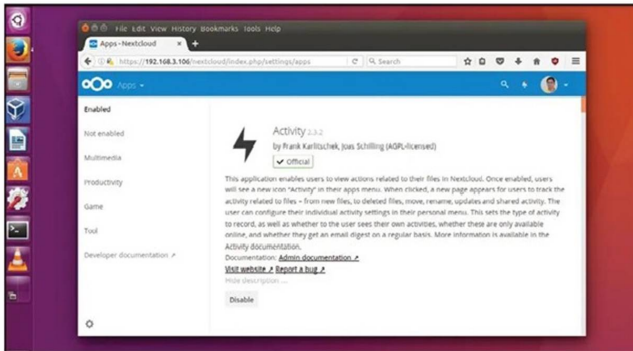 File Edit View History Bookmarks Tools Help
Apps - Nextcloud
https://192.168.3.106/nextcloud/index.php/settings/apps
Search
Apps
Enabled
Not enabled
Multimedia
Productivity
Game
Tool
Developer documentation ↗
Activity 2.3.2
by Frank Karlitschek, Joas Schilling (AGPL-licensed)
✔ Official
This application enables users to view actions related to their files in Nextcloud. Once enabled, users
will see a new icon "Activity" in their apps menu. When clicked, a new page appears for users to track the
activity related to files – from new files, to deleted files, move, rename, updates and shared activity. The
user can configure their individual activity settings in their personal menu. This sets the type of activity
to record, as well as whether to the user sees their own activities, whether these are only available
online, and whether they get an email digest on a regular basis. More information is available in the
Activity documentation.
Documentation: Admin documentation ↗
Visit website ↗ Report a bug ↗
Hide description ...
Disable